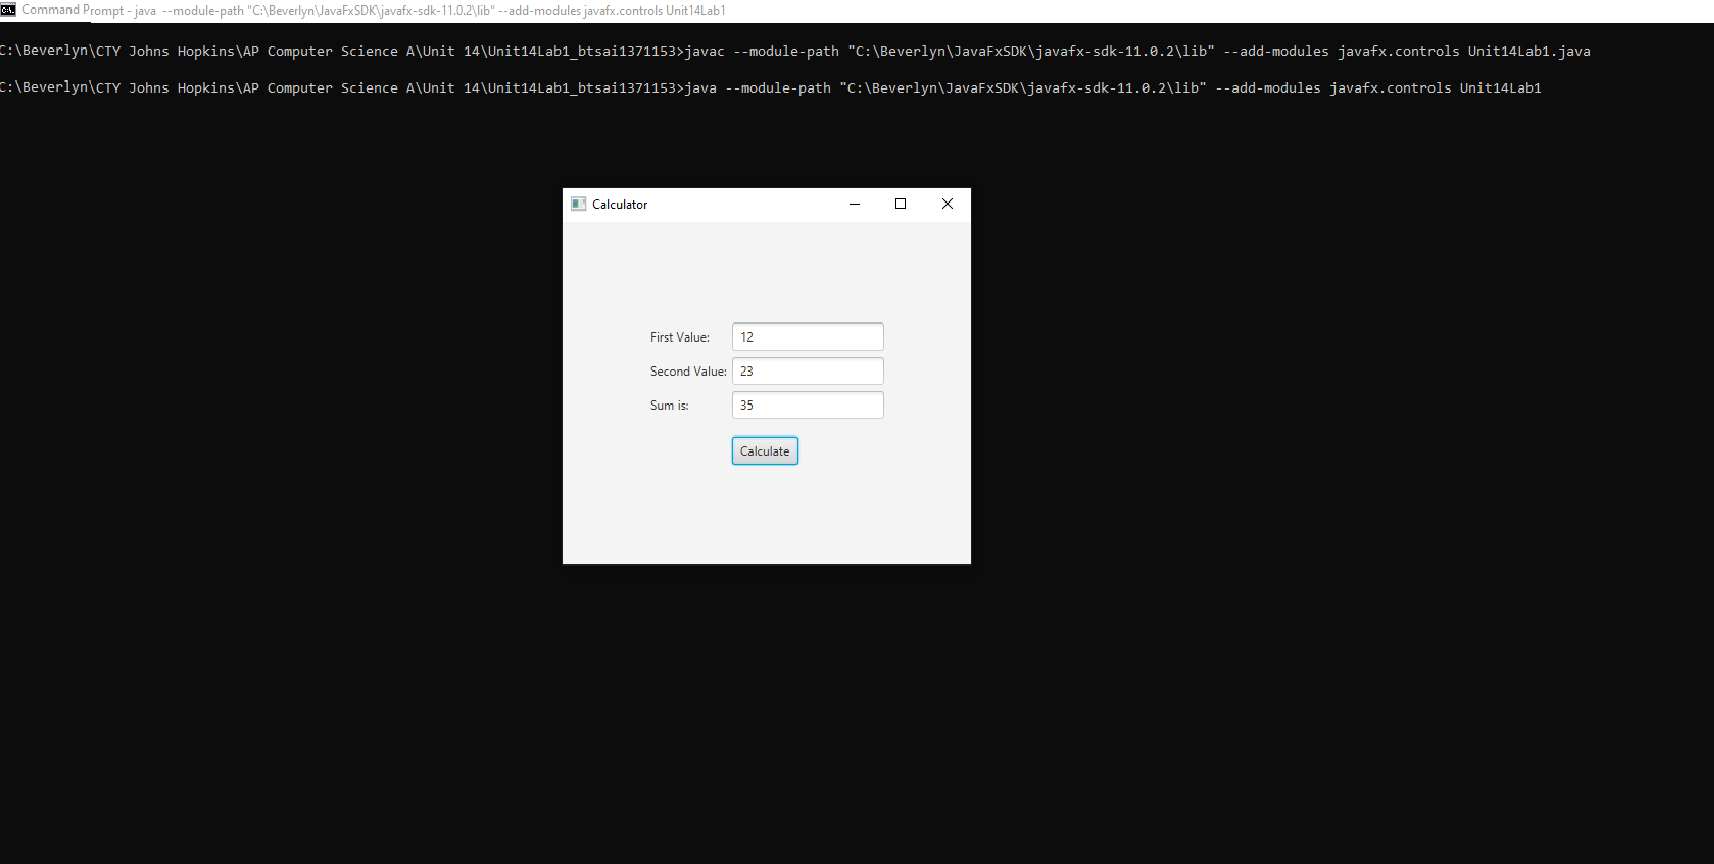 Command Prompt - java --module-path "C:\Beverlyn\JavaFxSDK\javafx-sdk-11.0.2\lib" --add-modules javafx.controls Unit14Lab1
C:\Beverlyn\CTY Johns Hopkins\AP Computer Science A\Unit 14\Unit14Lab1_btsai1371153>javac --module-path "C:\Beverlyn\JavaFxSDK\javafx-sdk-11.0.2\lib" --add-modules javafx.controls Unit14Lab1.java
C:\Beverlyn\CTY Johns Hopkins\AP Computer Science A\Unit 14\Unit14Lab1_btsai1371153>java --module-path "C:\Beverlyn\JavaFxSDK\javafx-sdk-11.0.2\lib" --add-modules javafx.controls Unit14Lab1
Calculator
First Value: 12
Second Value: 23
Sum is: 35
Calculate